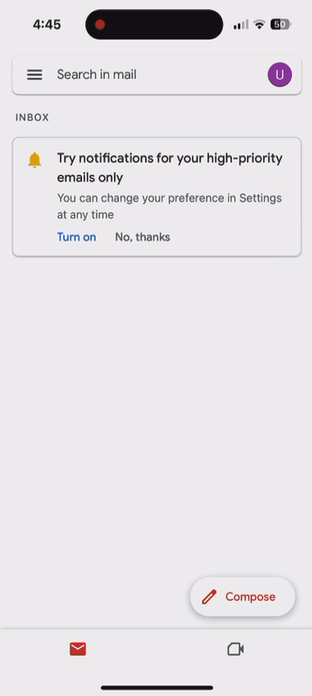 4:45
50
Search in mail
U
INBOX
Try notifications for your high-priority
emails only
You can change your preference in Settings
at any time
Turn on No, thanks
Compose